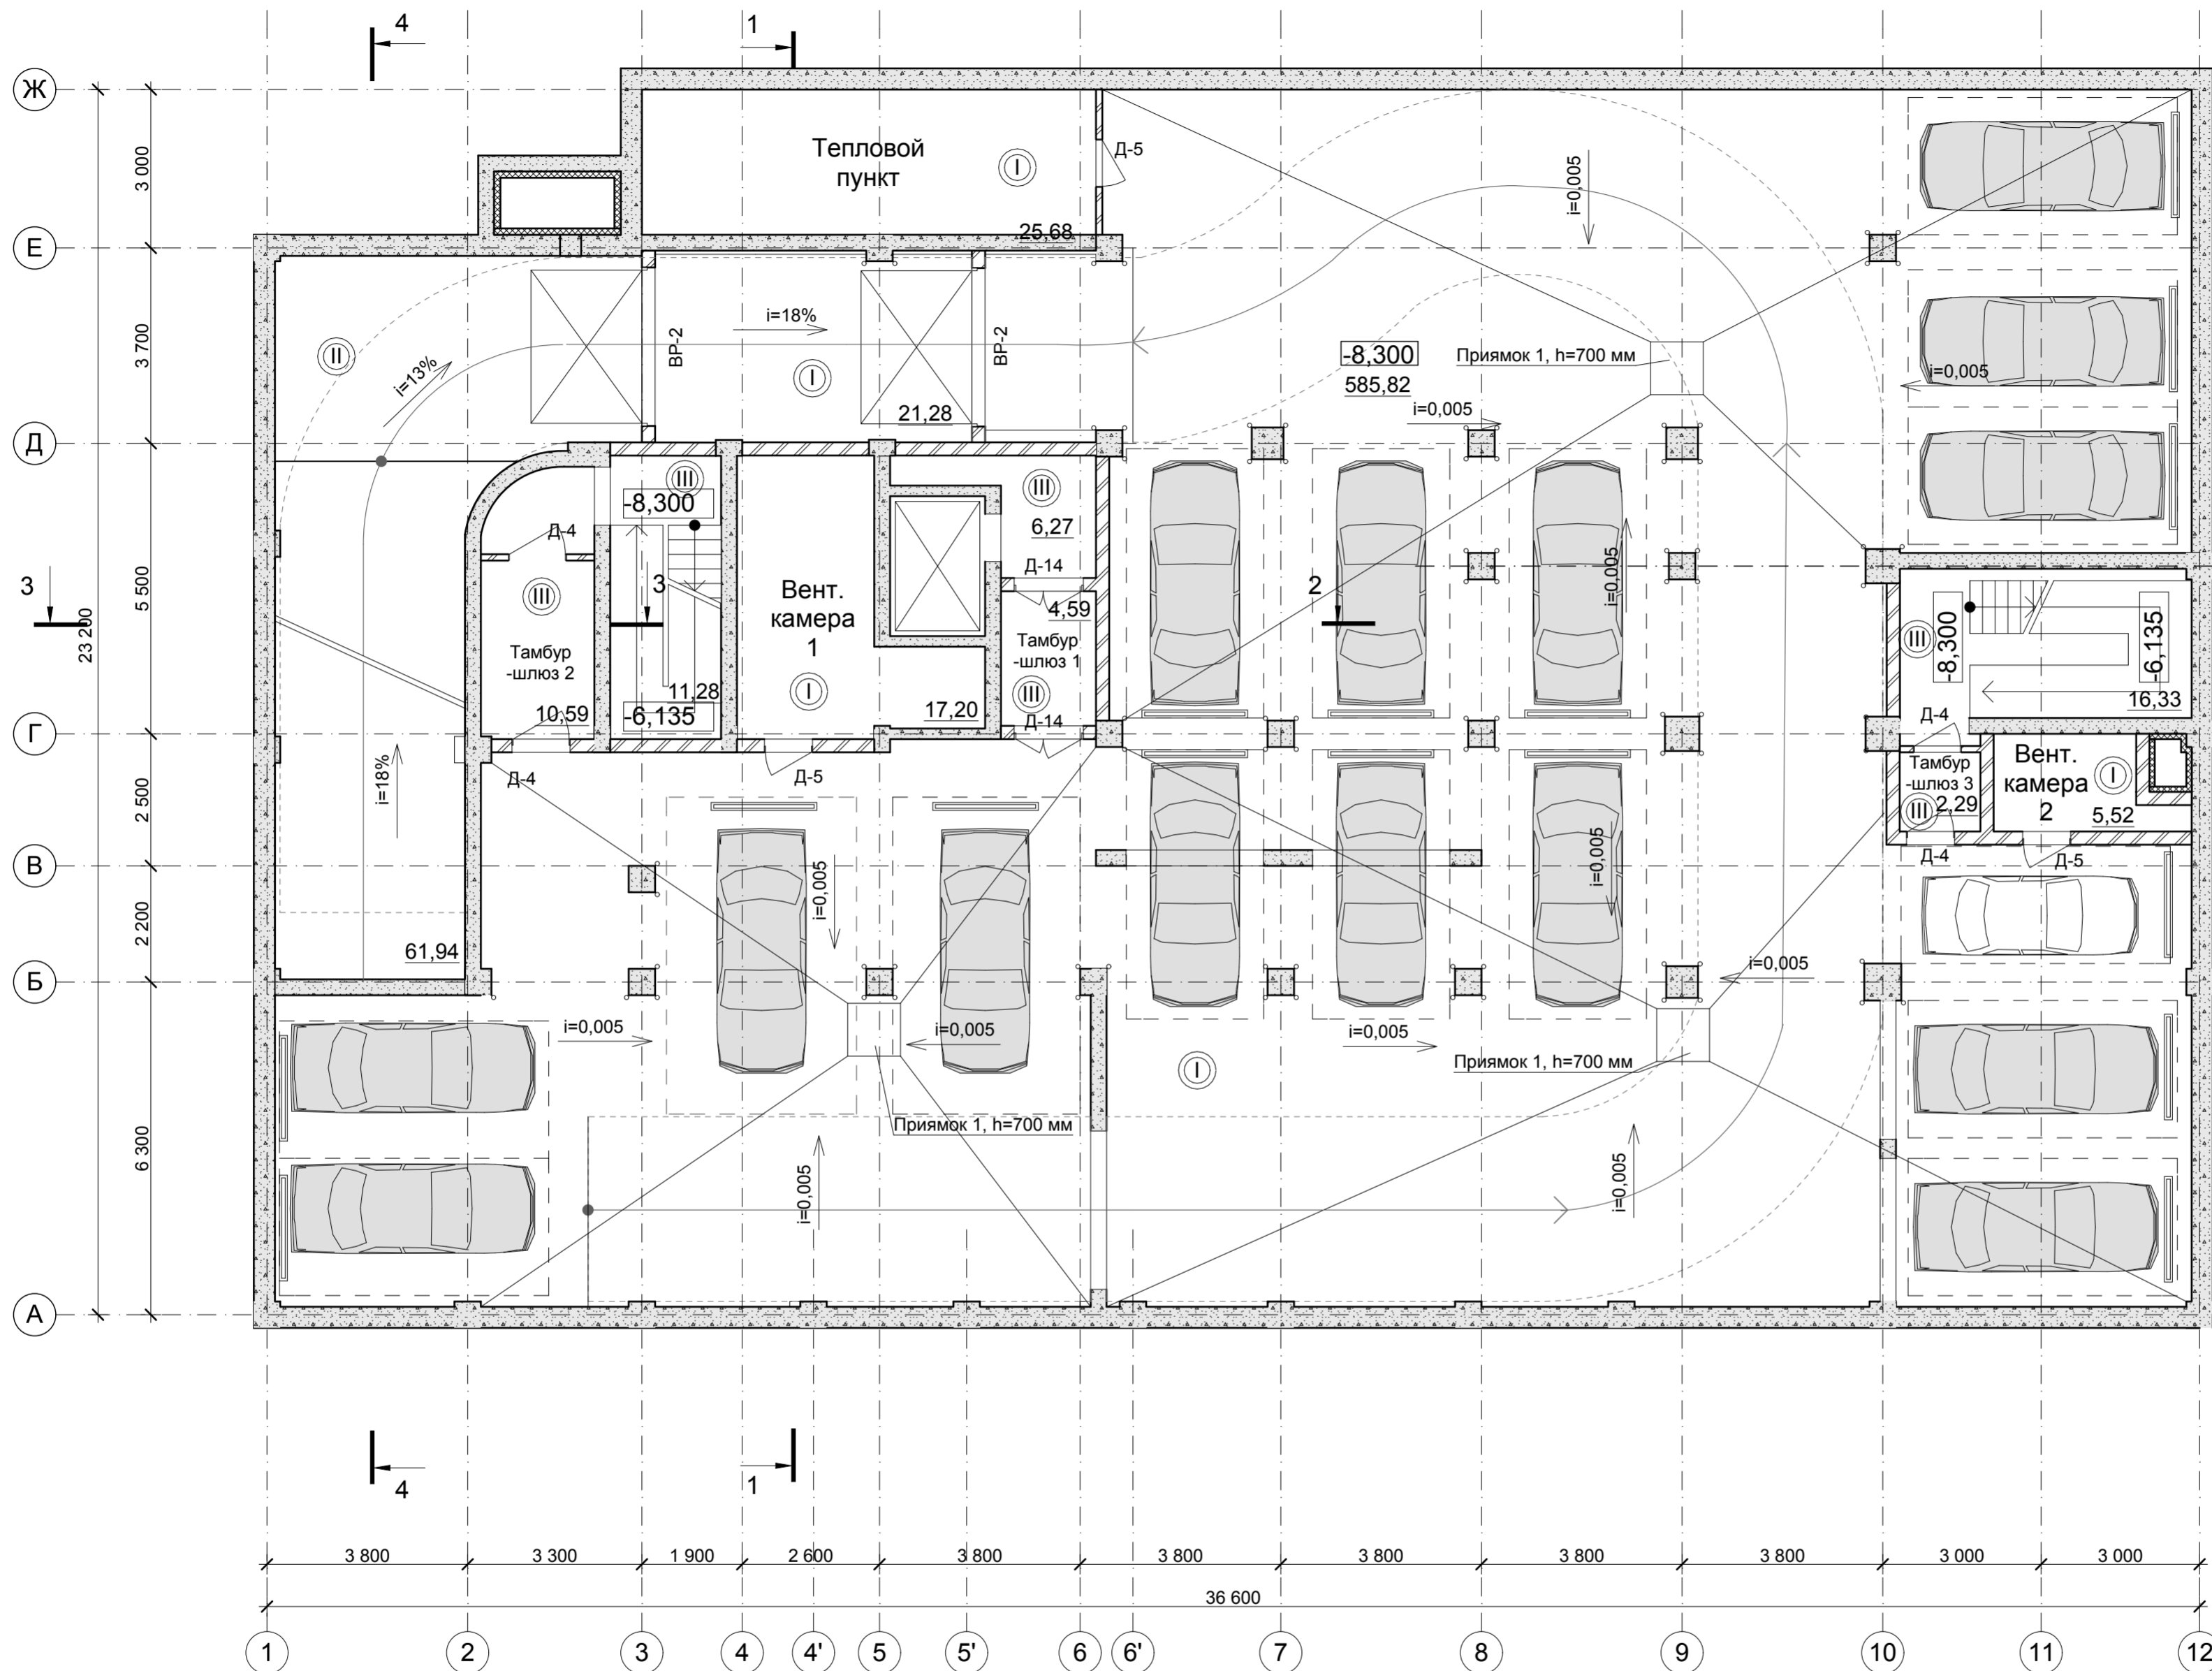 4
1
Ж
Е
Д
Г
В
Б
А
3 000
3 700
5 500
2 500
2 200
6 300
23 200
Тепловой
пункт
I
25,68
Д-5
i=0,005
II
i=13%
i=18%
ВР-2
ВР-2
I
21,28
-8,300
585,82
Приямок 1, h=700 мм
i=0,005
i=0,005
III
-8,300
III
6,27
Д-4
Д-14
3
3
III
Вент.
камера
1
4,59
2
i=0,005
Тамбур
-шлюз 2
Тамбур
-шлюз 1
I
III
III
-8,300
-6,135
16,33
10,59
11,28
-6,135
17,20
Д-14
Д-4
Д-4
Д-5
i=18%
Тамбур
-шлюз 3
III
2,29
Вент.
камера
2
I
5,52
Д-4
Д-5
i=0,005
i=0,005
61,94
i=0,005
i=0,005
i=0,005
i=0,005
I
Приямок 1, h=700 мм
Приямок 1, h=700 мм
i=0,005
i=0,005
4
1
3 800
3 300
1 900
2 600
3 800
3 800
3 800
3 800
3 800
3 000
3 000
36 600
1
2
3
4
4'
5
5'
6
6'
7
8
9
10
11
12